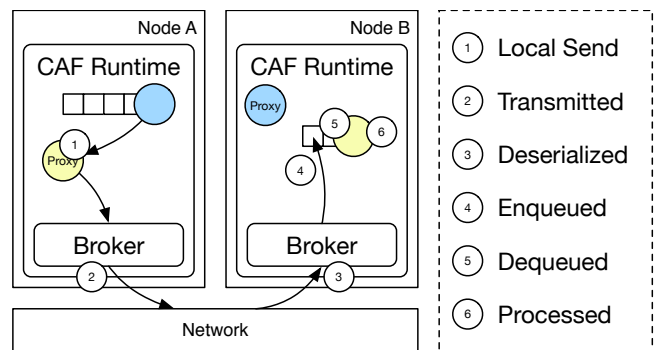 Node A
CAF Runtime
1
Proxy
Broker
2
Node B
CAF Runtime
Proxy
5
6
4
Broker
3
Network
1 Local Send
2 Transmitted
3 Deserialized
4 Enqueued
5 Dequeued
6 Processed